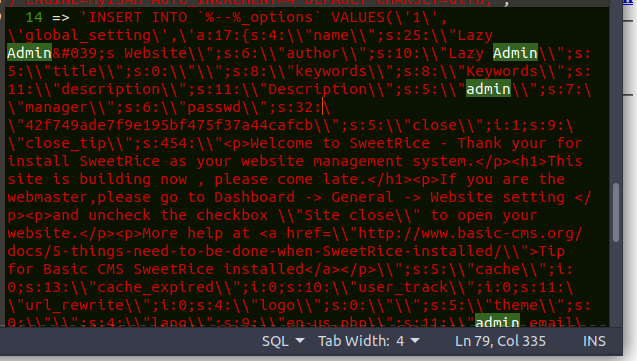 14 => 'INSERT INTO `%--%_options` VALUES(\'1\',
\'global_setting\',\'a:17:{s:4:\\"name\\";s:25:\\"Lazy
Admin&#039;s Website\\";s:6:\\"author\\";s:10:\\"Lazy Admin\\";s:
5:\\"title\\";s:0:\\"\\";s:8:\\"keywords\\";s:8:\\"Keywords\\";s:
11:\\"description\\";s:11:\\"Description\\";s:5:\\"admin\\";s:7:\
\"manager\\";s:6:\\"passwd\\";s:32:\
\"42f749ade7f9e195bf475f37a44cafcb\\";s:5:\\"close\\";i:1;s:9:\
\"close_tip\\";s:454:\\"<p>Welcome to SweetRice - Thank your for
install SweetRice as your website management system.</p><h1>This
site is building now , please come late.</h1><p>If you are the
webmaster,please go to Dashboard -> General -> Website setting </
p><p>and uncheck the checkbox \\"Site close\\" to open your
website.</p><p>More help at <a href=\\"http://www.basic-cms.org/
docs/5-things-need-to-be-done-when-SweetRice-installed/\\">Tip
for Basic CMS SweetRice installed</a></p>\\";s:5:\\"cache\\";i:
0;s:13:\\"cache_expired\\";i:0;s:10:\\"user_track\\";i:0;s:11:\
\"url_rewrite\\";i:0;s:4:\\"logo\\";s:0:\\"\\";s:5:\\"theme\\";s:
0:\\"\\";s:4:\\"lang\\";s:9:\\"en-us.php\\";s:11:\\"admin_email\
SQL Tab Width: 4 Ln 79, Col 335 INS